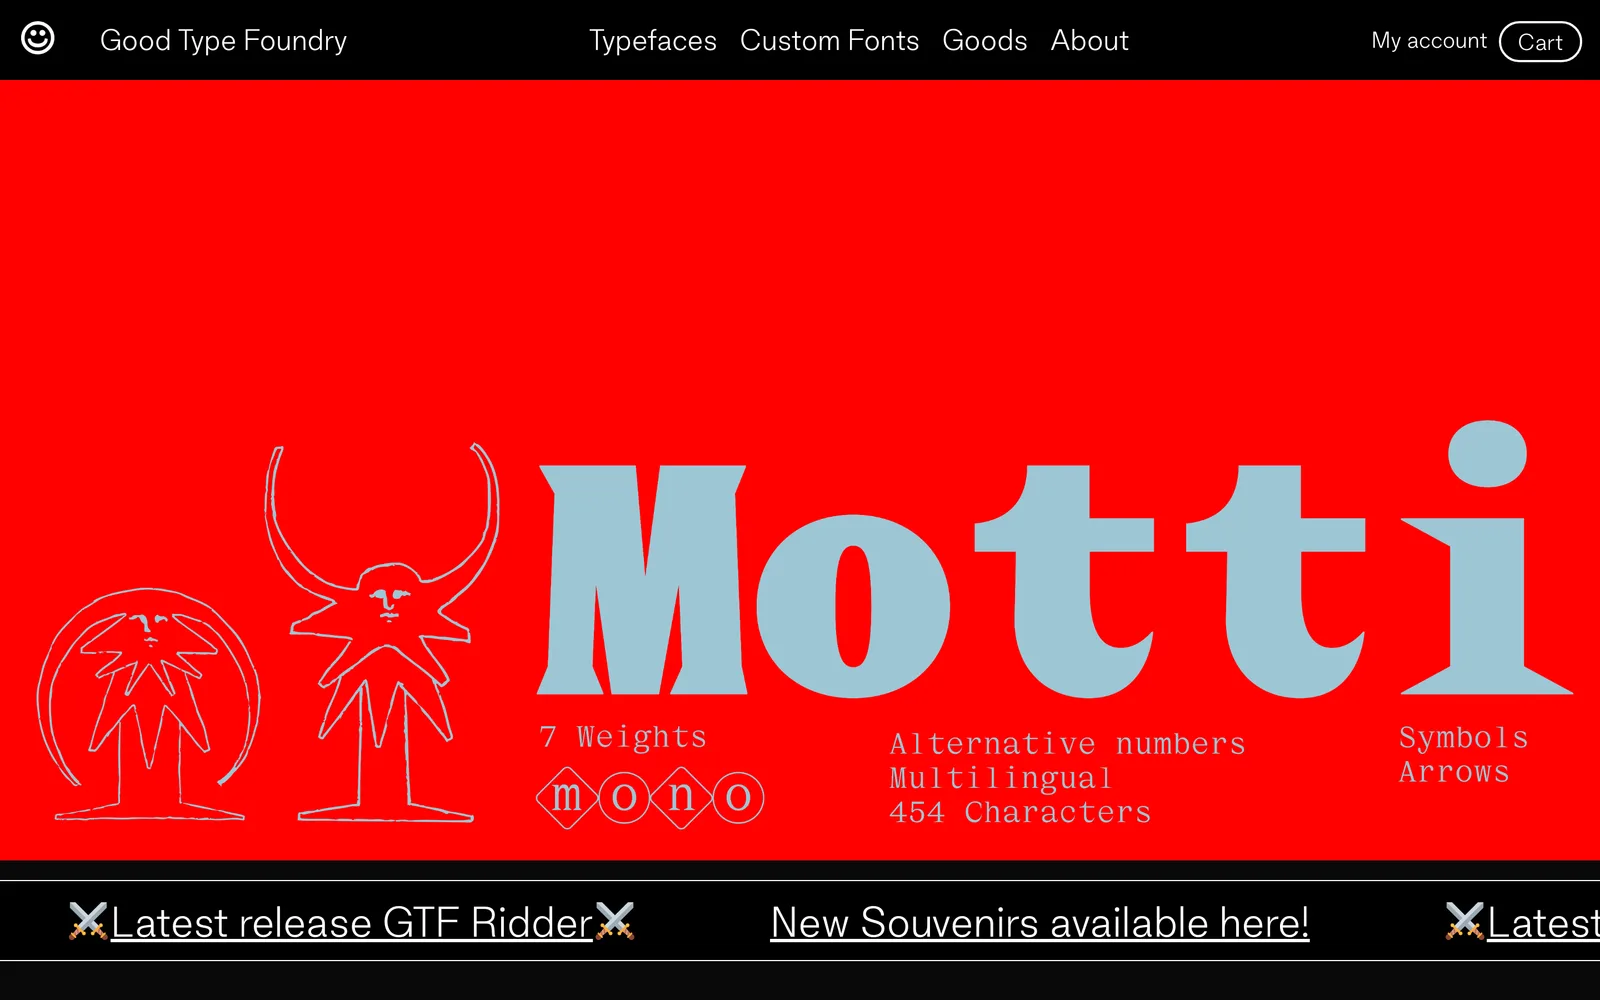 Good Type Foundry
Typefaces Custom Fonts Goods About
My account Cart
Motti
7 Weights
mono
Alternative numbers
Multilingual
454 Characters
Symbols
Arrows
⚔️Latest release GTF Ridder⚔️ New Souvenirs available here! ⚔️Latest